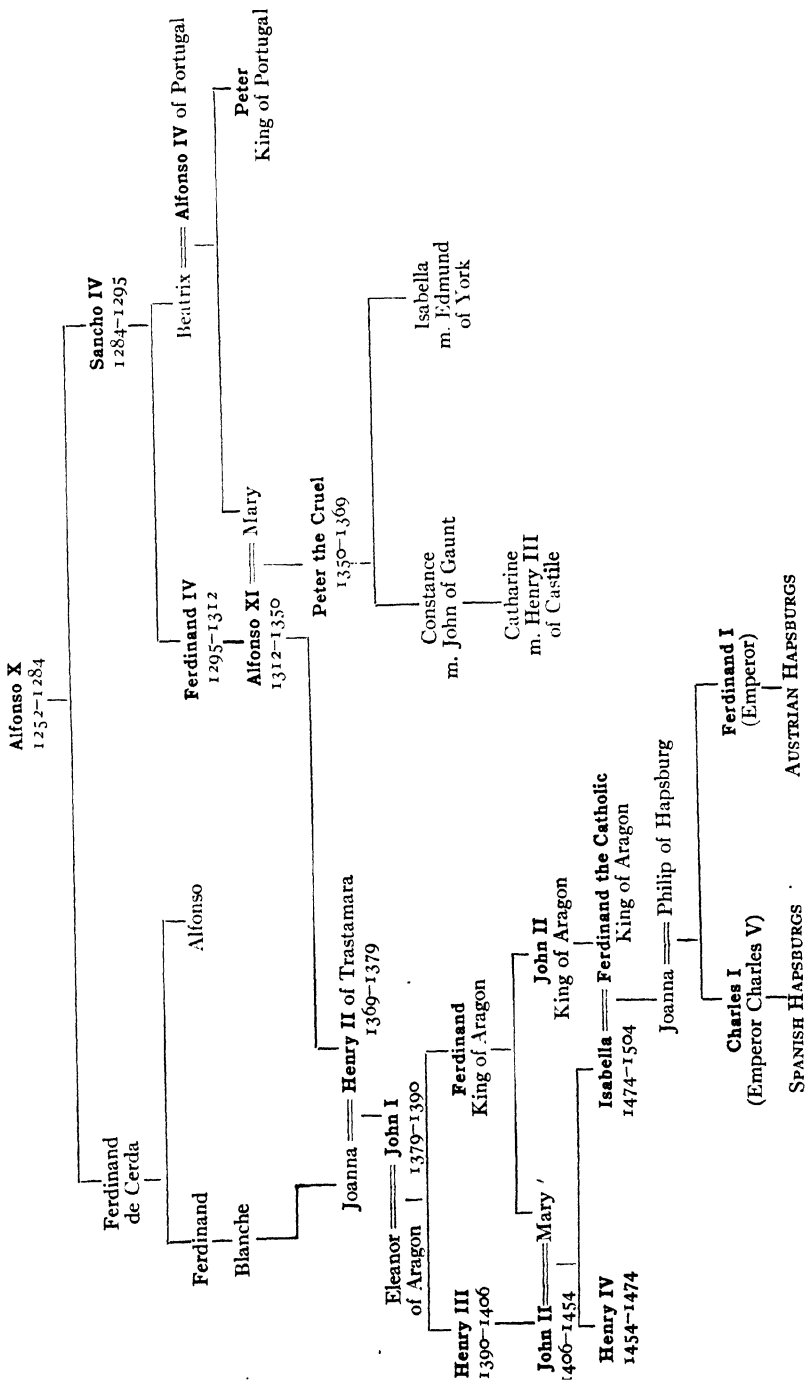 Alfonso X
1252–1284
Ferdinand
de Cerda
Sancho IV
1284–1295
Ferdinand
Alfonso
Ferdinand IV
1295–1312
Beatrix
Alfonso IV of Portugal
Blanche
Alfonso XI
1312–1350
Mary
Peter
King of Portugal
Joanna
Henry II of Trastamara
1369–1379
Peter the Cruel
1350–1369
Eleanor
of Aragon
John I
1379–1390
Constance
m. John of Gaunt
Isabella
m. Edmund
of York
Henry III
1390–1406
Ferdinand
King of Aragon
Catharine
m. Henry III
of Castile
John II
1406–1454
Mary
John II
King of Aragon
Henry IV
1454–1474
Isabella
1474–1504
Ferdinand the Catholic
King of Aragon
Joanna
Philip of Hapsburg
Charles I
(Emperor Charles V)
Ferdinand I
(Emperor)
SPANISH HAPSBURGS
AUSTRIAN HAPSBURGS